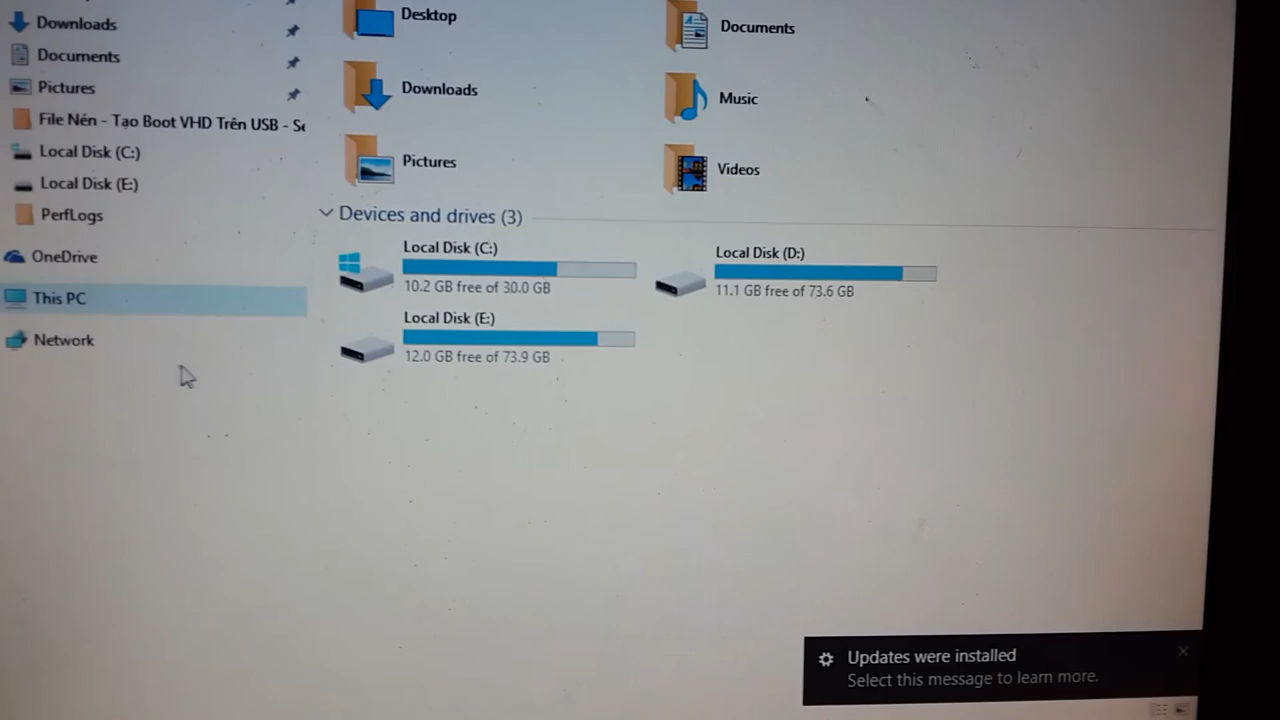 Downloads
Documents
Pictures
File Nén - Tạo Boot VHD Trên USB - Se
Local Disk (C:)
Local Disk (E:)
PerfLogs
OneDrive
This PC
Network
Desktop
Documents
Downloads
Music
Pictures
Videos
Devices and drives (3)
Local Disk (C:)
10.2 GB free of 30.0 GB
Local Disk (D:)
11.1 GB free of 73.6 GB
Local Disk (E:)
12.0 GB free of 73.9 GB
Updates were installed
Select this message to learn more.